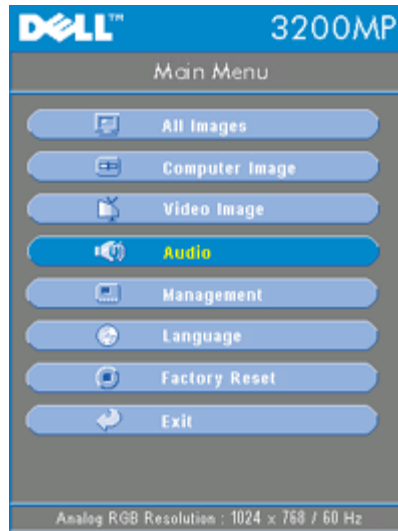 DELL™ 3200MP
Main Menu
All Images
Computer Image
Video Image
Audio
Management
Language
Factory Reset
Exit
Analog RGB Resolution : 1024 x 768 / 60 Hz